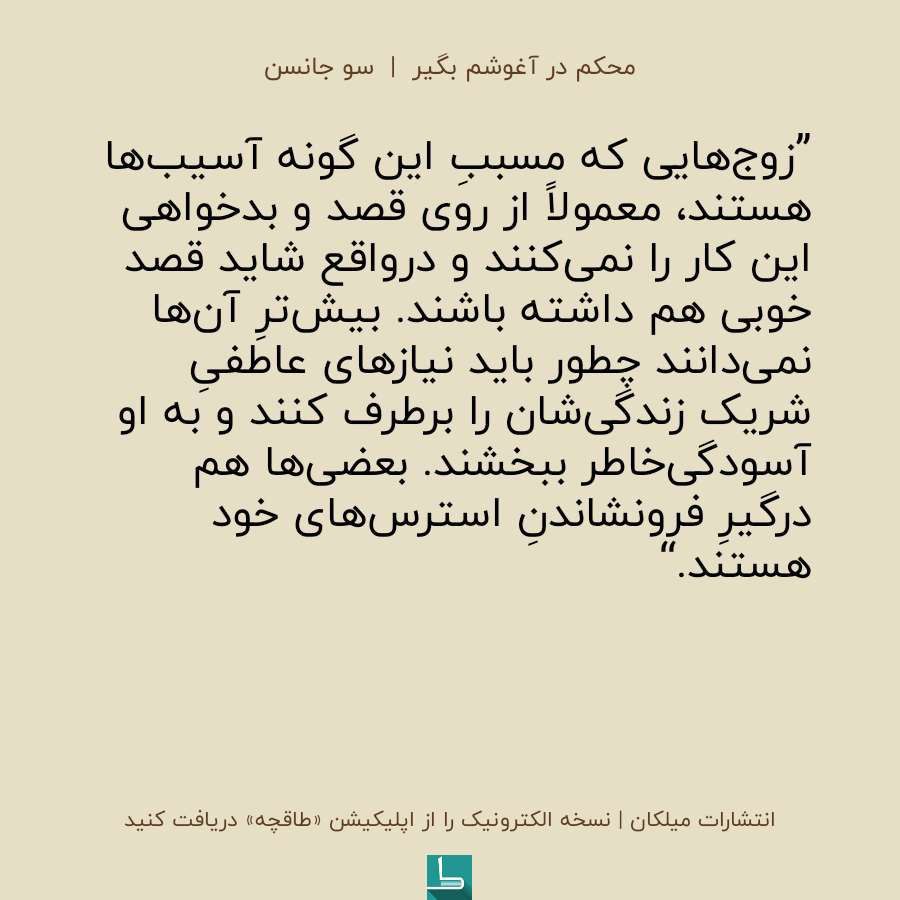 محکم در آغوشم بگیر | سو جانسن
”زوج‌هایی که مسببِ این گونه آسیب‌ها
هستند، معمولاً از روی قصد و بدخواهی
این کار را نمی‌کنند و درواقع شاید قصد
خوبی هم داشته باشند. بیش‌ترِ آن‌ها
نمی‌دانند چطور باید نیازهای عاطفیِ
شریک زندگی‌شان را برطرف کنند و به او
آسودگی‌خاطر ببخشند. بعضی‌ها هم
درگیرِ فرونشاندنِ استرس‌های خود
هستند.“
انتشارات میلکان | نسخه الکترونیک را از اپلیکیشن «طاقچه» دریافت کنید